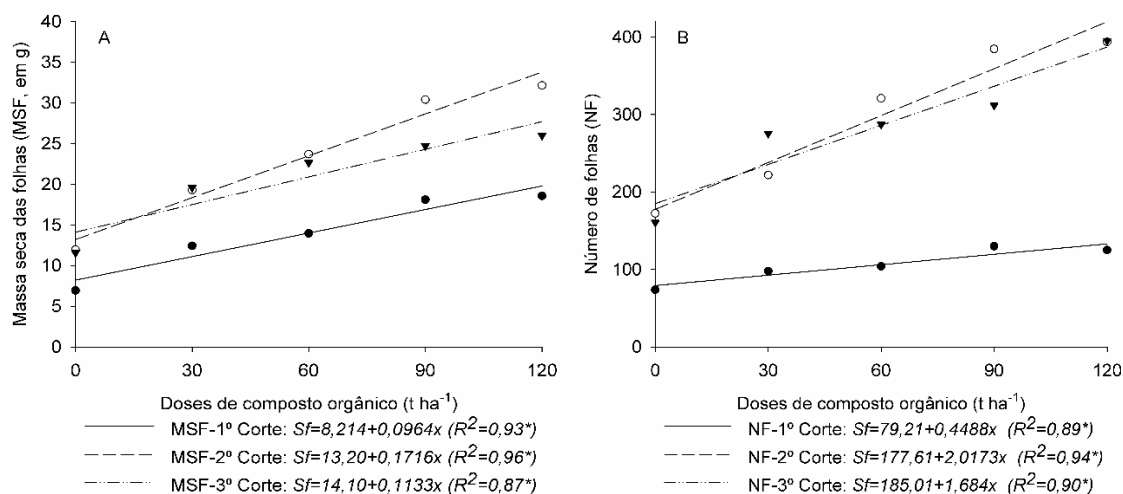 A
Massa seca das folhas (MSF, em g)
40
35
30
25
20
15
10
5
0
0 30 60 90 120
Doses de composto orgânico (t ha⁻¹)
MSF-1º Corte: Sf=8,214+0,0964x (R²=0,93*)
MSF-2º Corte: Sf=13,20+0,1716x (R²=0,96*)
MSF-3º Corte: Sf=14,10+0,1133x (R²=0,87*)
B
Número de folhas (NF)
400
300
200
100
0
0 30 60 90 120
Doses de composto orgânico (t ha⁻¹)
NF-1º Corte: Sf=79,21+0,4488x (R²=0,89*)
NF-2º Corte: Sf=177,61+2,0173x (R²=0,94*)
NF-3º Corte: Sf=185,01+1,684x (R²=0,90*)